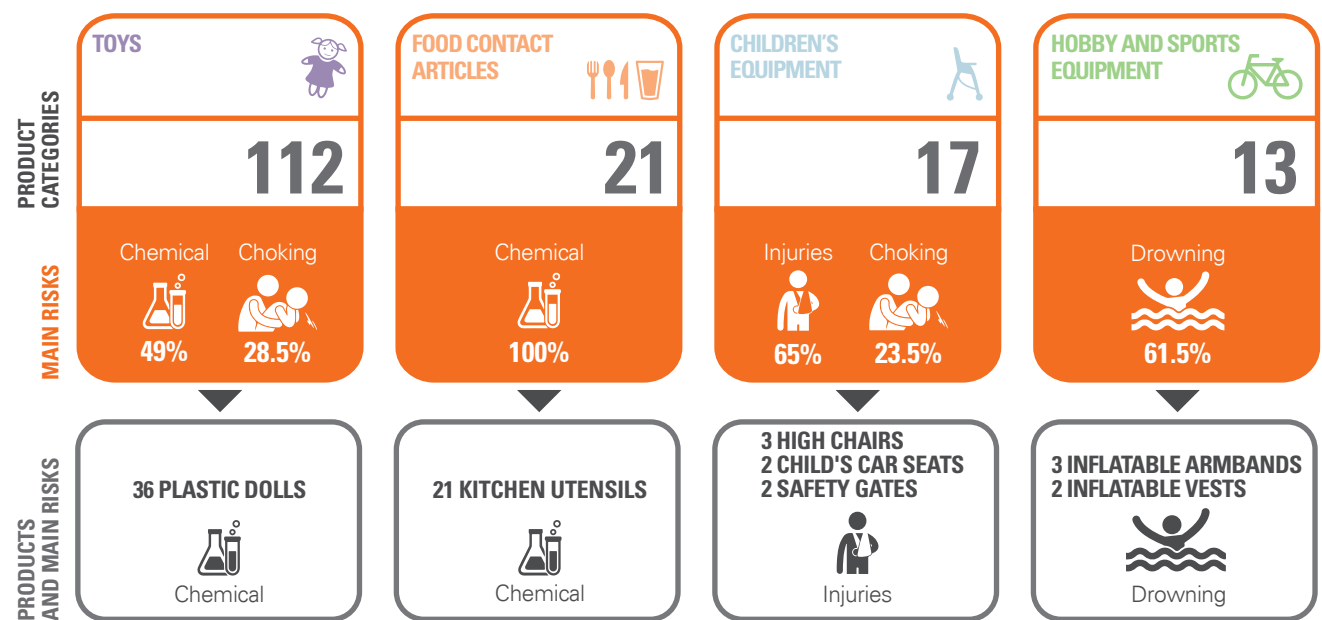 PRODUCT
CATEGORIES
TOYS
112
FOOD CONTACT
ARTICLES
21
CHILDREN'S
EQUIPMENT
17
HOBBY AND SPORTS
EQUIPMENT
13
MAIN RISKS
Chemical
49%
Choking
28.5%
Chemical
100%
Injuries
65%
Choking
23.5%
Drowning
61.5%
PRODUCTS
AND MAIN RISKS
36 PLASTIC DOLLS
Chemical
21 KITCHEN UTENSILS
Chemical
3 HIGH CHAIRS
2 CHILD'S CAR SEATS
2 SAFETY GATES
Injuries
3 INFLATABLE ARMBANDS
2 INFLATABLE VESTS
Drowning